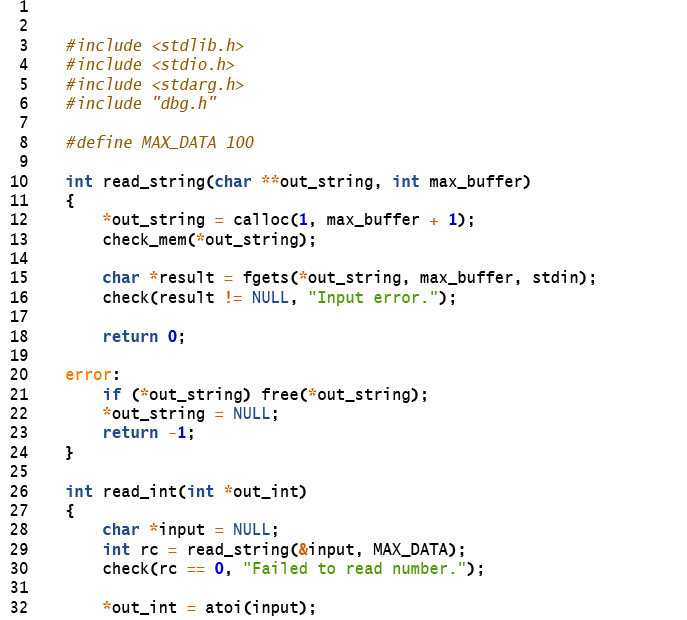 1
2
3 #include <stdlib.h>
4 #include <stdio.h>
5 #include <stdarg.h>
6 #include "dbg.h"
7
8 #define MAX_DATA 100
9
10 int read_string(char **out_string, int max_buffer)
11 {
12 *out_string = calloc(1, max_buffer + 1);
13 check_mem(*out_string);
14
15 char *result = fgets(*out_string, max_buffer, stdin);
16 check(result != NULL, "Input error.");
17
18 return 0;
19
20 error:
21 if (*out_string) free(*out_string);
22 *out_string = NULL;
23 return -1;
24 }
25
26 int read_int(int *out_int)
27 {
28 char *input = NULL;
29 int rc = read_string(&input, MAX_DATA);
30 check(rc == 0, "Failed to read number.");
31
32 *out_int = atoi(input);